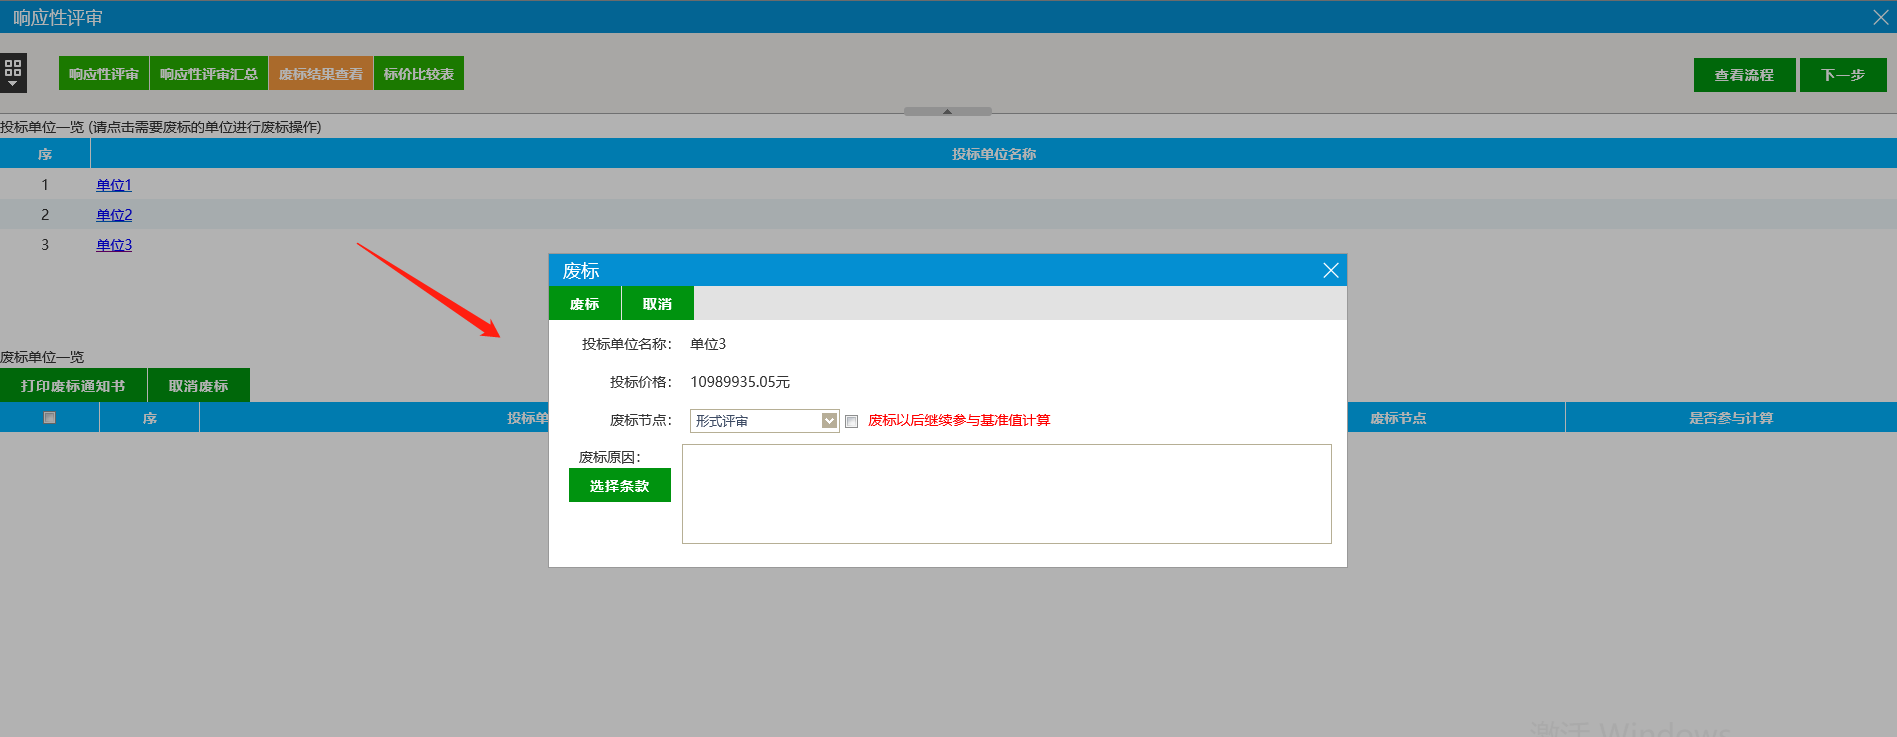 响应性评审
响应性评审 响应性评审汇总 废标结果查看 标价比较表 查看流程 下一步
投标单位一览 (请点击需要废标的单位进行废标操作)
序 投标单位名称
1 单位1
2 单位2
3 单位3
废标
废标 取消
投标单位名称： 单位3
投标价格： 10989935.05元
废标节点： 形式评审 废标以后继续参与基准值计算
废标原因：
选择条款
废标单位一览
打印废标通知书 取消废标
序 投标单 废标节点 是否参与计算
激活 Windows